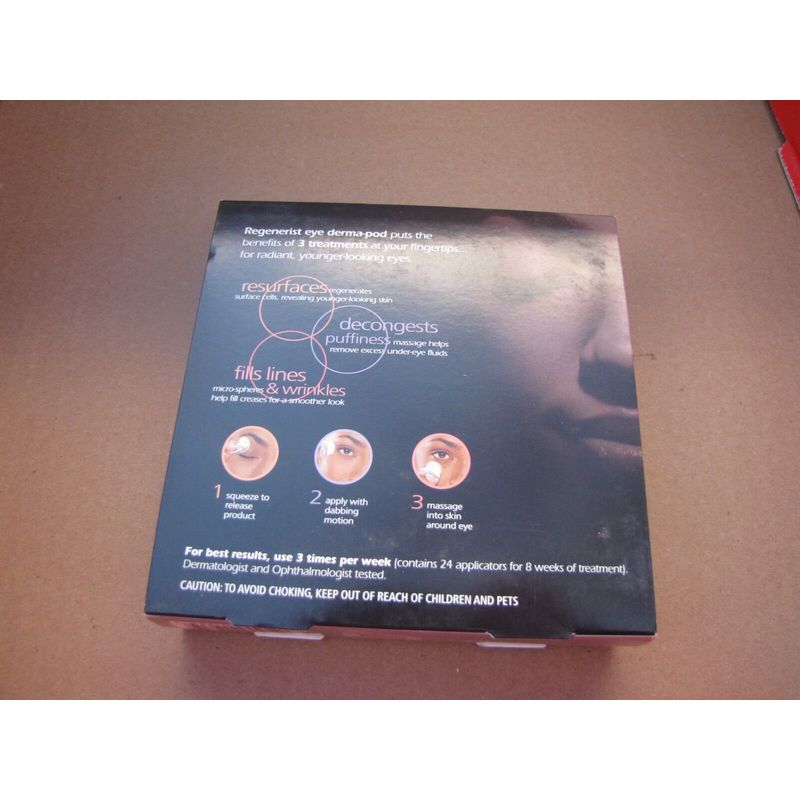 Regenerist eye derma-pod puts the
benefits of 3 treatments at your fingertips...
for radiant, younger-looking eyes.
resurfaces regenerates
surface cells, revealing younger-looking skin
decongests
puffiness massage helps
remove excess under-eye fluids
fills lines
micro-spheres & wrinkles
help fill creases for a smoother look
1 squeeze to
release
product
2 apply with
dabbing
motion
3 massage
into skin
around eye
For best results, use 3 times per week (contains 24 applicators for 8 weeks of treatment).
Dermatologist and Ophthalmologist tested.
CAUTION: TO AVOID CHOKING, KEEP OUT OF REACH OF CHILDREN AND PETS